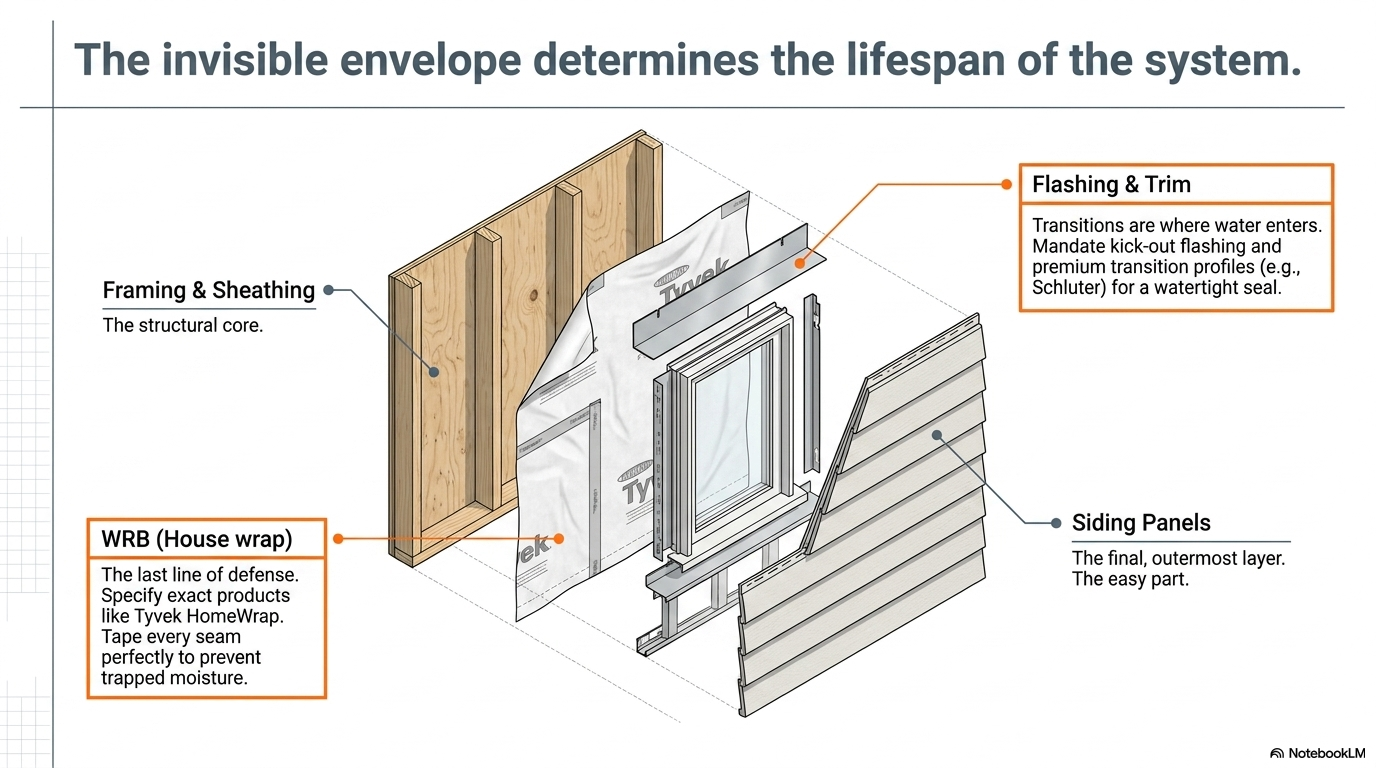 The invisible envelope determines the lifespan of the system.
Flashing & Trim
Transitions are where water enters.
Mandate kick-out flashing and
premium transition profiles (e.g.,
Schluter) for a watertight seal.
Framing & Sheathing
The structural core.
Tyvek
Ty
vek
WRB (House wrap)
The last line of defense.
Specify exact products
like Tyvek HomeWrap.
Tape every seam
perfectly to prevent
trapped moisture.
Siding Panels
The final, outermost layer.
The easy part.
NotebookLM